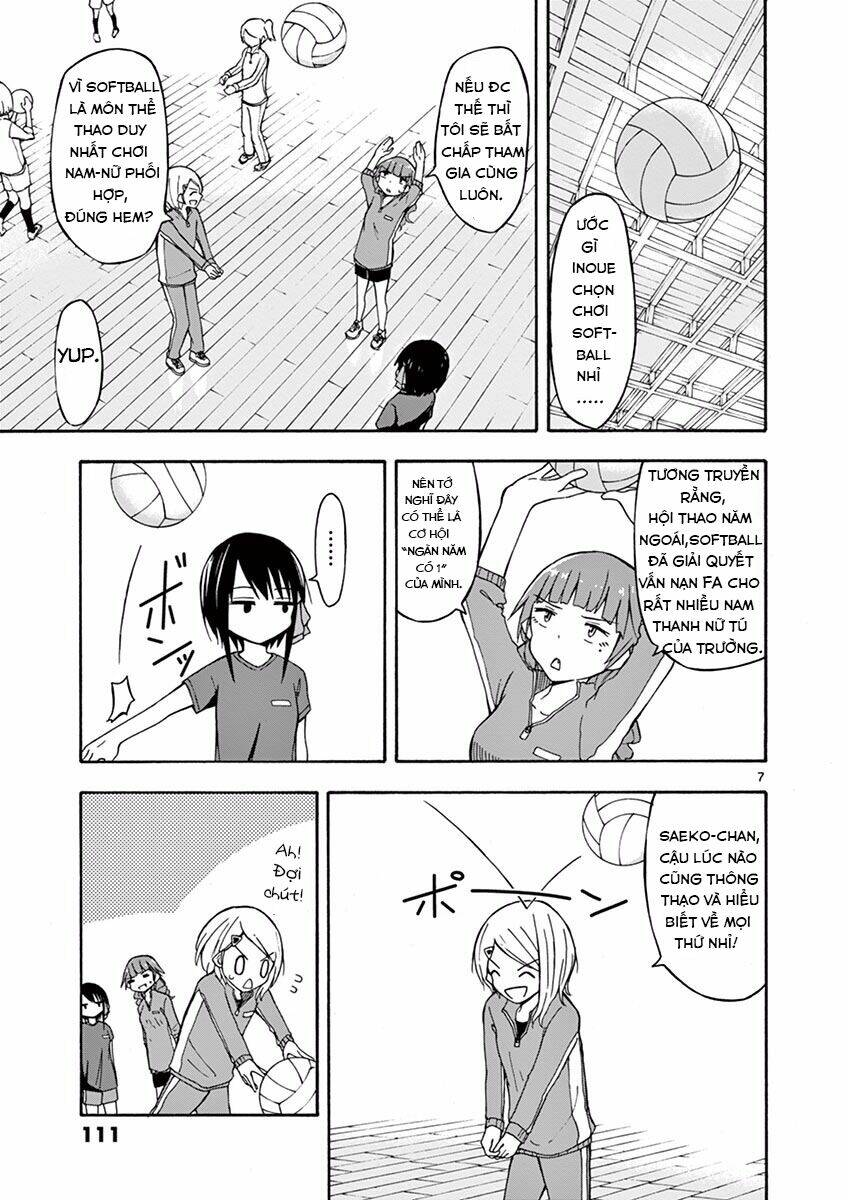 ƯỚC
GÌ
INOUE
CHỌN
CHƠI
SOFT-
BALL
NHỈ
.....
NẾU ĐC
THẾ THÌ
TÔI SẼ BẤT
CHẤP THAM
GIA CÙNG
LUÔN.
VÌ SOFTBALL
LÀ MÔN THỂ
THAO DUY
NHẤT CHƠI
NAM-NỮ PHỐI
HỢP,
ĐÚNG HEM?
YUP.
TƯƠNG TRUYỀN
RẰNG,
HỘI THAO NĂM
NGOÁI,SOFTBALL
ĐÃ GIẢI QUYẾT
VẤN NẠN FA CHO
RẤT NHIỀU NAM
THANH NỮ TÚ
CỦA TRƯỜNG.
NÊN TỚ
NGHĨ ĐÂY
CÓ THỂ LÀ
CƠ HỘI
"NGÀN NĂM
CÓ 1"
CỦA MÌNH.
......
ボンッ
7
SAEKO-CHAN,
CẬU LÚC NÀO
CŨNG THÔNG
THẠO VÀ HIỂU
BIẾT VỀ MỌI
THỨ NHỈ!
ポーン
Ah!
Đợi
chút!
111